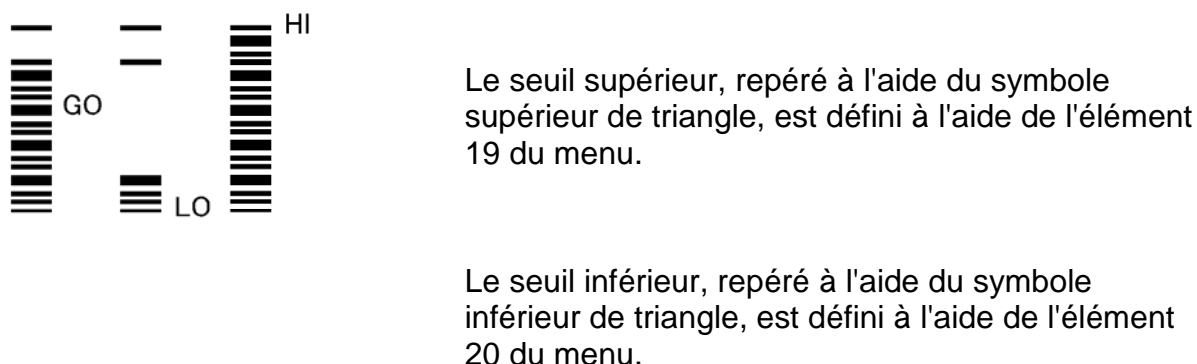 HI
GO
LO
Le seuil supérieur, repéré à l'aide du symbole
supérieur de triangle, est défini à l'aide de l'élément
19 du menu.
Le seuil inférieur, repéré à l'aide du symbole
inférieur de triangle, est défini à l'aide de l'élément
20 du menu.